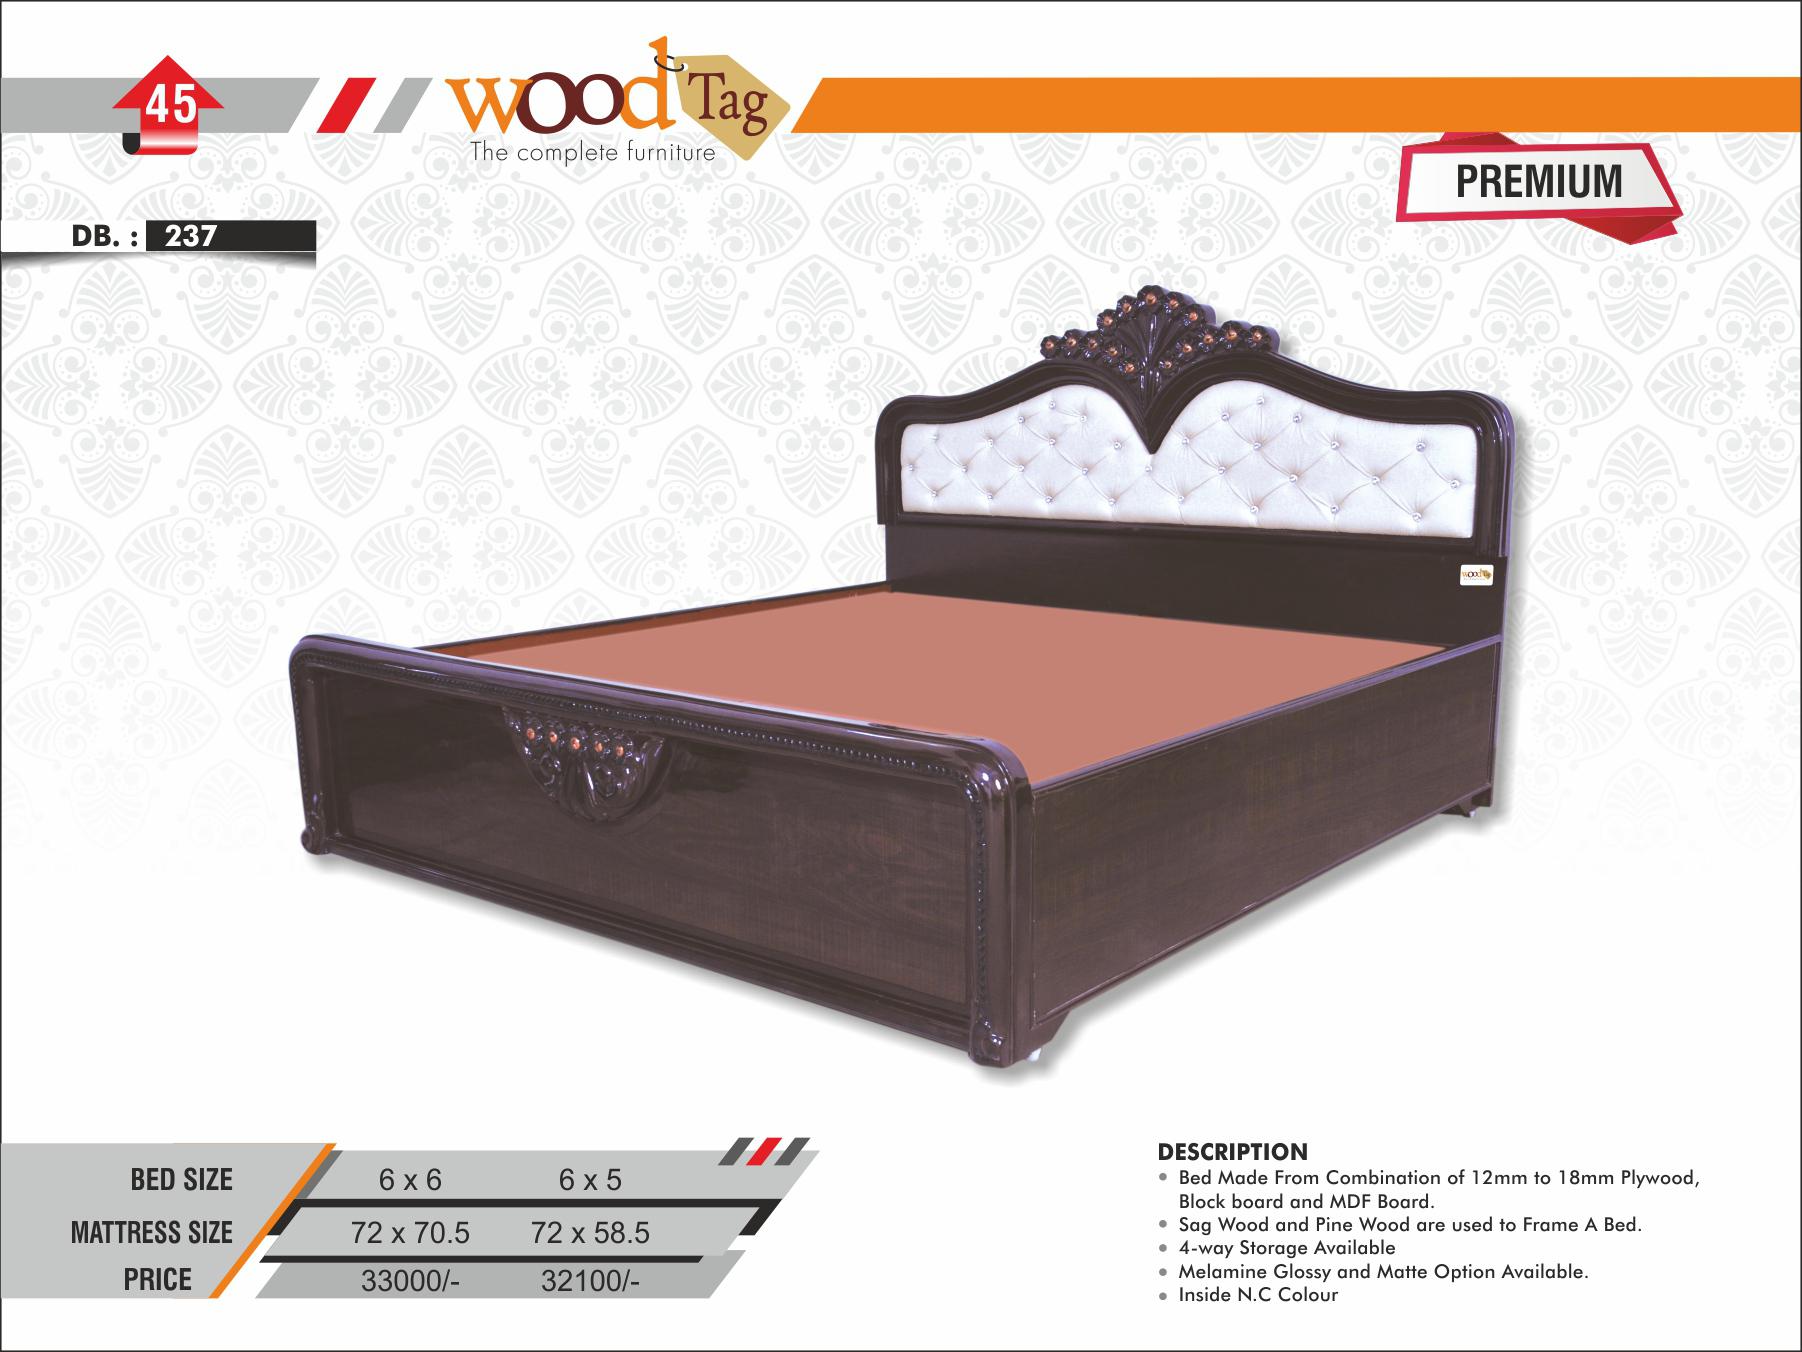 45
wood Tag
The complete furniture
PREMIUM
DB. : 237
wood Tag
BED SIZE 6 x 6 6 x 5
MATTRESS SIZE 72 x 70.5 72 x 58.5
PRICE 33000/- 32100/-
DESCRIPTION
• Bed Made From Combination of 12mm to 18mm Plywood,
Block board and MDF Board.
• Sag Wood and Pine Wood are used to Frame A Bed.
• 4-way Storage Available
• Melamine Glossy and Matte Option Available.
• Inside N.C Colour